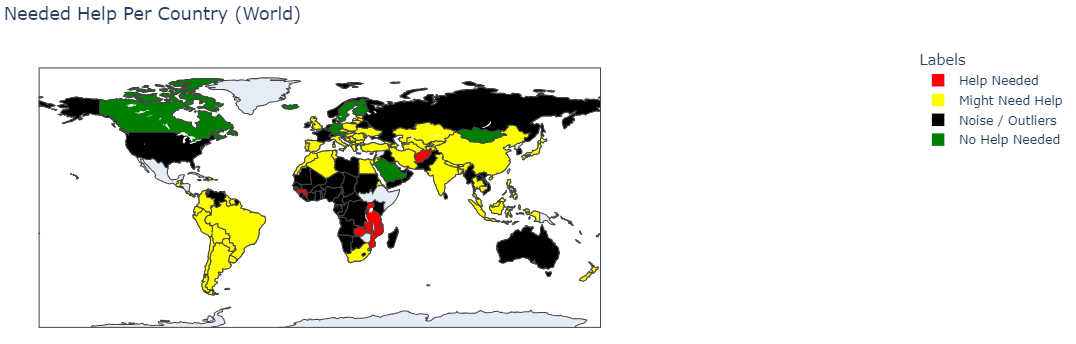 Needed Help Per Country (World)
Labels
Help Needed
Might Need Help
Noise / Outliers
No Help Needed